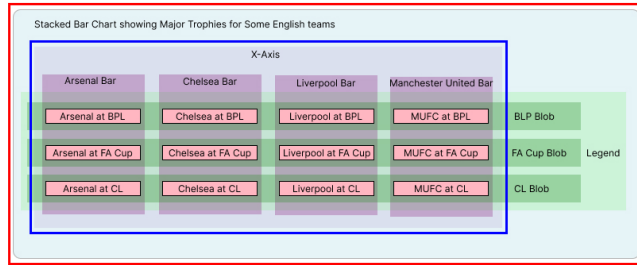 Stacked Bar Chart showing Major Trophies for Some English teams
X-Axis
Arsenal Bar Chelsea Bar Liverpool Bar Manchester United Bar
Arsenal at BPL Chelsea at BPL Liverpool at BPL MUFC at BPL BLP Blob
Arsenal at FA Cup Chelsea at FA Cup Liverpool at FA Cup MUFC at FA Cup FA Cup Blob Legend
Arsenal at CL Chelsea at CL Liverpool at CL MUFC at CL CL Blob